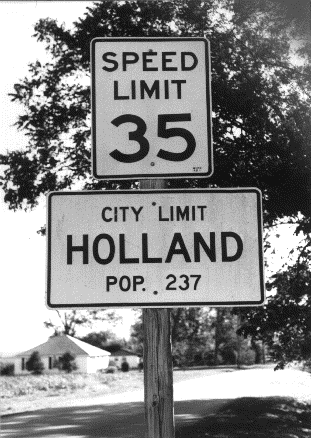 SPEED
LIMIT
35
CITY LIMIT
HOLLAND
POP. 237